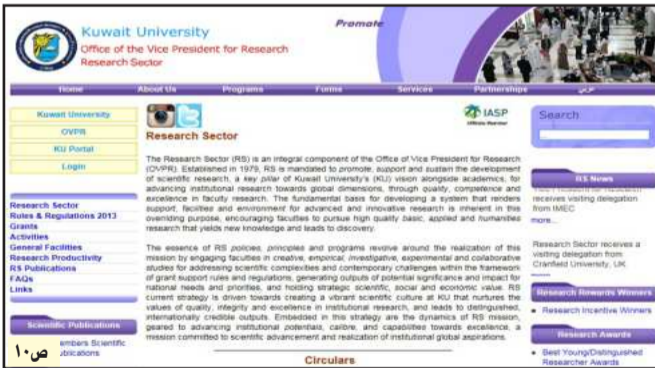 Kuwait University
Office of the Vice President for Research
Research Sector
Promote
Home About Us Programs Forms Services Partnerships عربي
Kuwait University
OVPR
KU Portal
Login
Research Sector
Rules & Regulations 2013
Grants
Activities
General Facilities
Research Productivity
RS Publications
FAQs
Links
Scientific Publications
Members Scientific
Publications
ص١٠
IASP
Research Sector
The Research Sector (RS) is an integral component of the Office of Vice President for Research
(OVPR). Established in 1979, RS is mandated to promote, support and sustain the development
of scientific research, a key pillar of Kuwait University's (KU) vision alongside academics, for
advancing institutional research towards global dimensions, through quality, competence and
excellence in faculty research. The fundamental basis for developing a system that renders
support, facilities and environment for advanced and innovative research is inherent in this
overriding purpose, encouraging faculties to pursue high quality basic, applied and humanities
research that yields new knowledge and leads to discovery.
The essence of RS policies, principles and programs revolve around the realization of this
mission by engaging faculties in creative, empirical, investigative, experimental and collaborative
studies for addressing scientific complexities and contemporary challenges within the framework
of grant support rules and regulations, generating outputs of significance and impact for
national needs and priorities, and holding strategic scientific, social and economic value. RS
current strategy is driven towards creating a vibrant scientific culture at KU that nurtures the
values of quality, integrity and excellence in institutional research, and leads to distinguished,
internationally credible outputs. Embedded in this strategy are the dynamics of RS mission,
geared to advancing institutional potentials, calibre, and capabilities towards excellence, a
mission committed to scientific advancement and realization of institutional global aspirations.
Circulars
Search
RS News
receives visiting delegation
from IMEC
more...
Research Sector receives a
visiting delegation from
Cranfield University, UK
Research Rewards Winners
Research Incentive Winners
Research Awards
Best Young/Distinguished
Researcher Awards